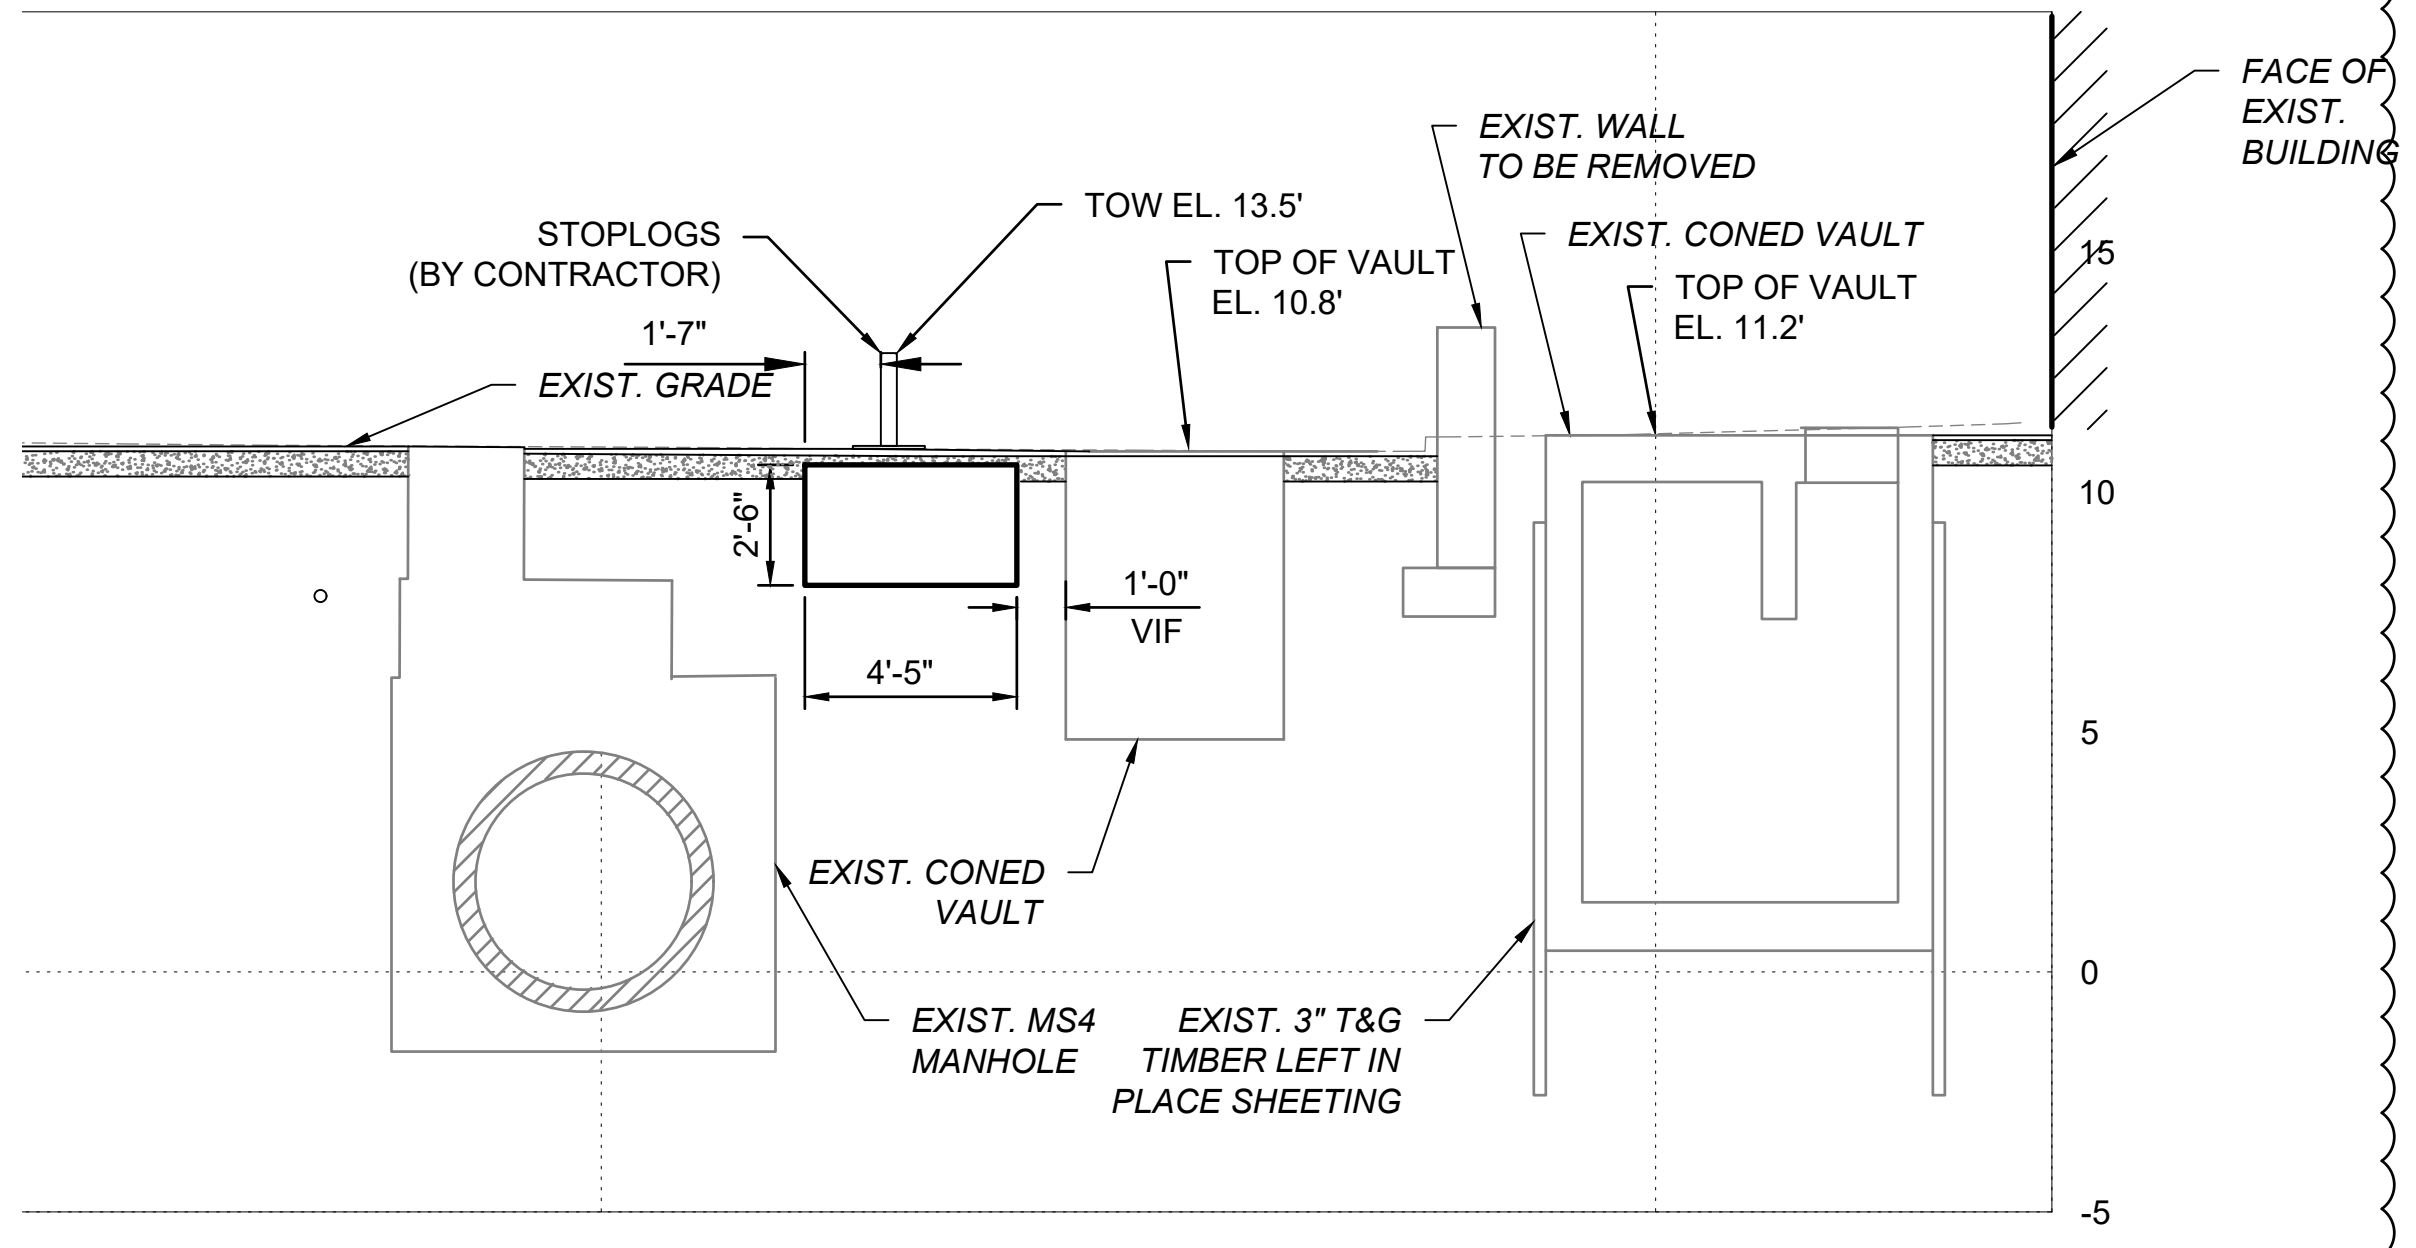 FACE OF
EXIST.
BUILDING
EXIST. WALL
TO BE REMOVED
TOW EL. 13.5'
STOPLOGS
(BY CONTRACTOR)
EXIST. CONED VAULT
15
TOP OF VAULT
EL. 10.8'
TOP OF VAULT
EL. 11.2'
1'-7"
EXIST. GRADE
10
2'-6"
1'-0"
VIF
4'-5"
5
EXIST. CONED
VAULT
0
EXIST. MS4
MANHOLE
EXIST. 3" T&G
TIMBER LEFT IN
PLACE SHEETING
-5